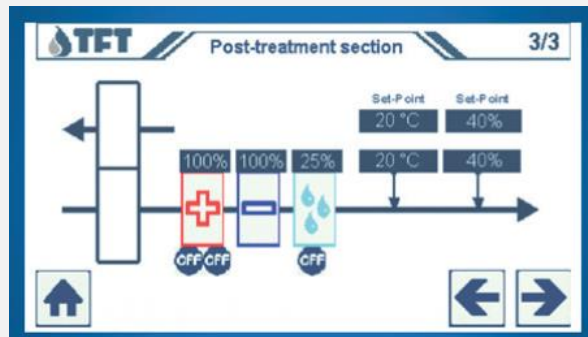 TFT
Post-treatment section
3/3
Set-Point
Set-Point
20 °C
40%
100%
100%
25%
20 °C
40%
OFF
OFF
OFF